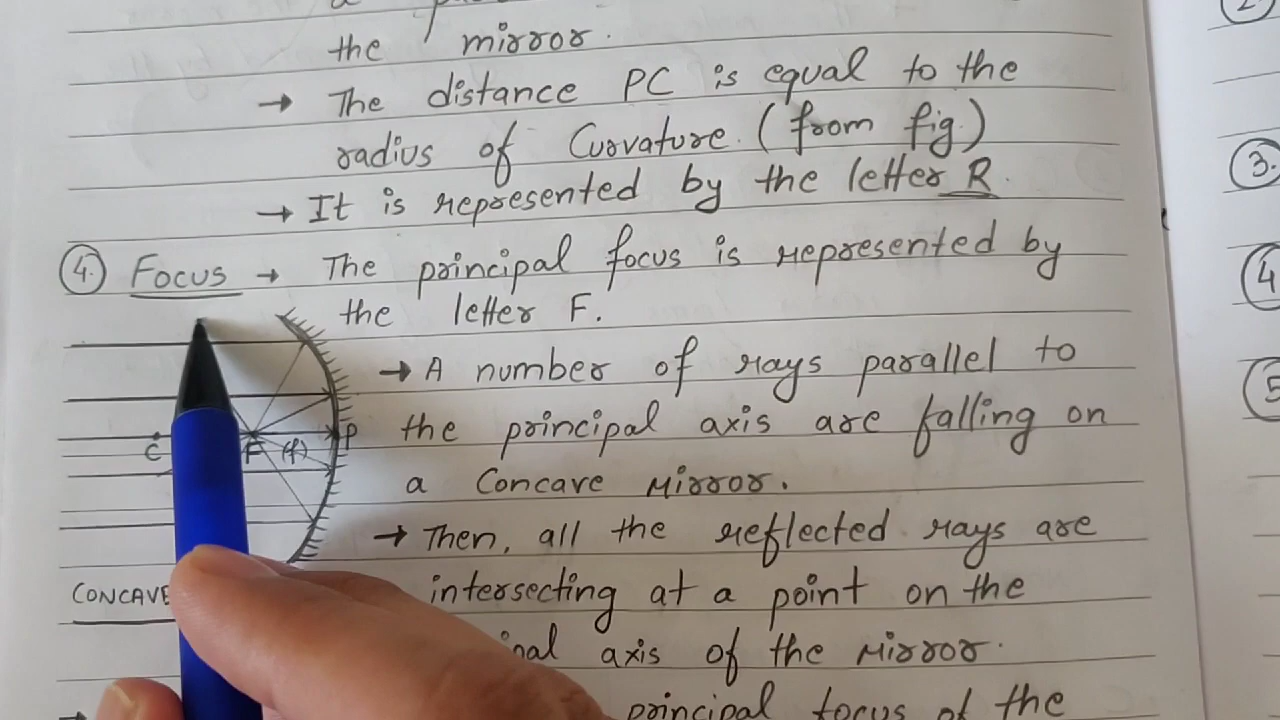 the mirror.
→ The distance PC is equal to the
radius of Curvature. (from fig.)
→ It is represented by the letter R.
4. Focus → The principal focus is represented by
the letter F.
→ A number of rays parallel to
the principal axis are falling on
a Concave Mirror.
C F (f) P
→ Then, all the reflected rays are
CONCAVE
intersecting at a point on the
axis of the Mirror.
principal focus of the
3.
4
5